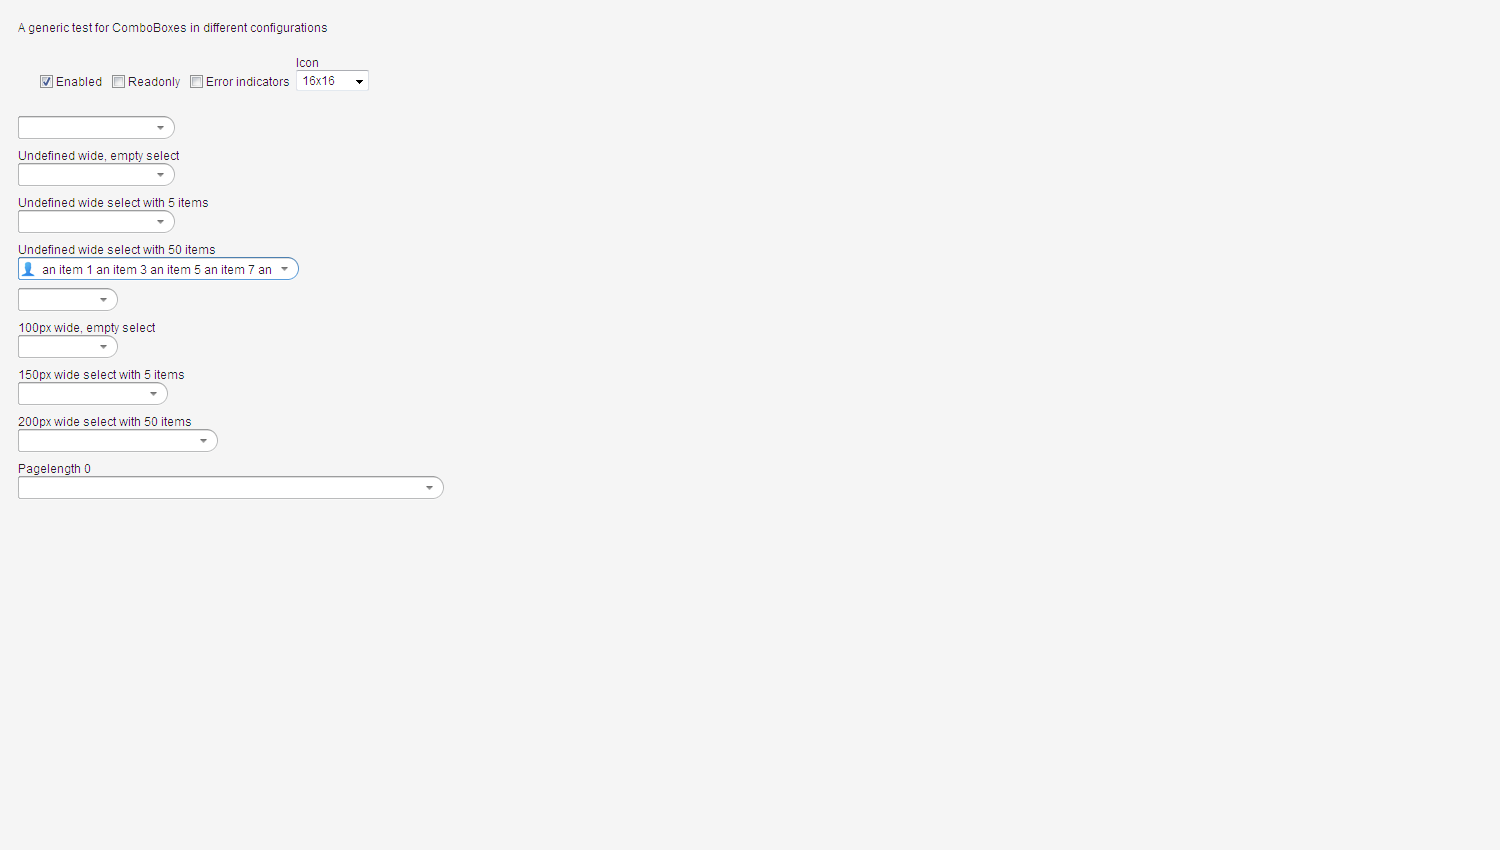 A generic test for ComboBoxes in different configurations
Icon
Enabled Readonly Error indicators 16x16
Undefined wide, empty select
Undefined wide select with 5 items
Undefined wide select with 50 items
an item 1 an item 3 an item 5 an item 7 an
100px wide, empty select
150px wide select with 5 items
200px wide select with 50 items
Pagelength 0